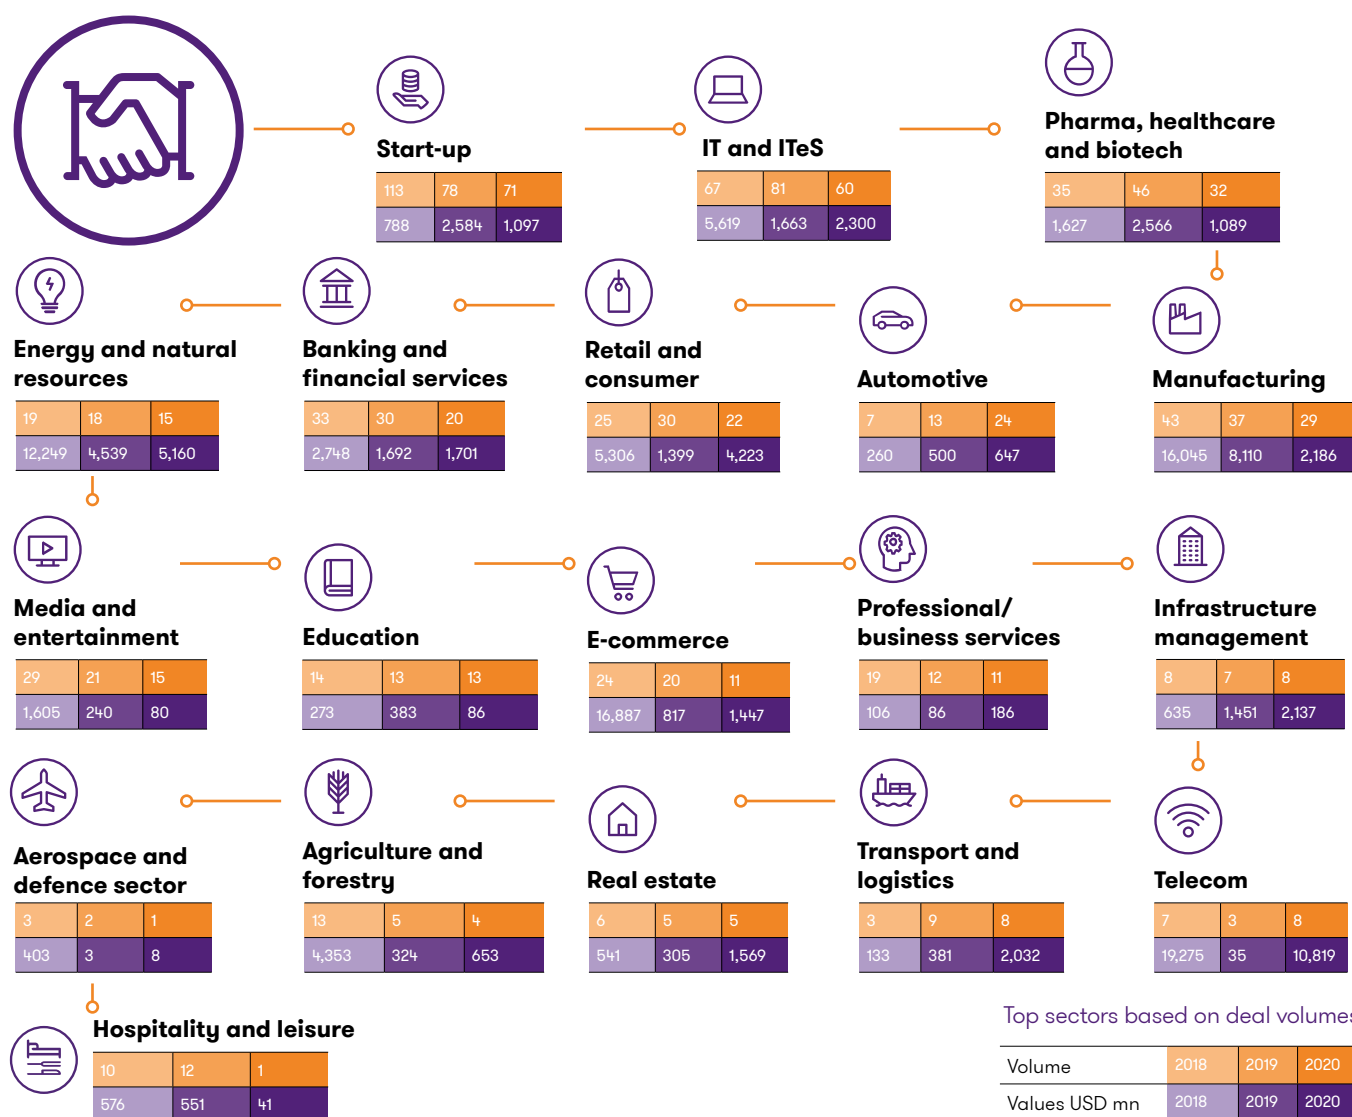 Start-up
113 78 71
788 2,584 1,097
IT and ITeS
67 81 60
5,619 1,663 2,300
Pharma, healthcare
and biotech
35 46 32
1,627 2,566 1,089
Energy and natural
resources
19 18 15
12,249 4,539 5,160
Banking and
financial services
33 30 20
2,748 1,692 1,701
Retail and
consumer
25 30 22
5,306 1,399 4,223
Automotive
7 13 24
260 500 647
Manufacturing
43 37 29
16,045 8,110 2,186
Media and
entertainment
29 21 15
1,605 240 80
Education
14 13 13
273 383 86
E-commerce
24 20 11
16,887 817 1,447
Professional/
business services
19 12 11
106 86 186
Infrastructure
management
8 7 8
635 1,451 2,137
Aerospace and
defence sector
3 2 1
403 3 8
Agriculture and
forestry
13 5 4
4,353 324 653
Real estate
6 5 5
541 305 1,569
Transport and
logistics
3 9 8
133 381 2,032
Telecom
7 3 8
19,275 35 10,819
Hospitality and leisure
10 12 1
576 551 41
Top sectors based on deal volumes
Volume 2018 2019 2020
Values USD mn 2018 2019 2020